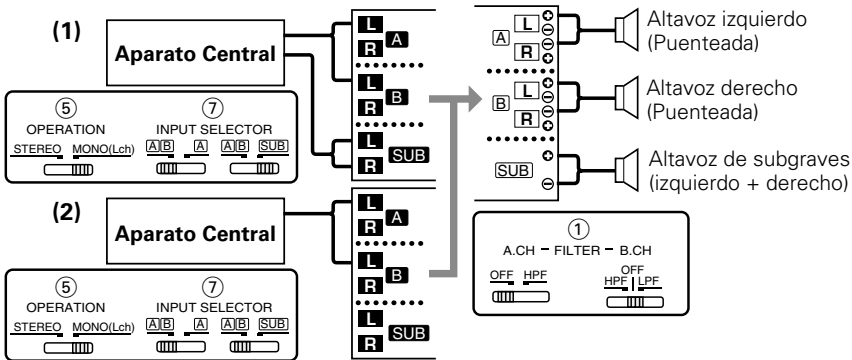 (1)
Aparato Central
L
R A
L
R B
L
R SUB
⑤ ⑦
OPERATION INPUT SELECTOR
STEREO MONO(Lch) A B A A B SUB
(2)
Aparato Central
L
R A
L
R B
L
R SUB
⑤ ⑦
OPERATION INPUT SELECTOR
STEREO MONO(Lch) A B A A B SUB
A L ⊕ ⊖
R ⊖ ⊕
Altavoz izquierdo
(Puenteada)
B L ⊕ ⊖
R ⊖ ⊕
Altavoz derecho
(Puenteada)
SUB ⊕ ⊖
Altavoz de subgraves
(izquierdo + derecho)
①
A.CH – FILTER – B.CH
OFF HPF
OFF
HPF LPF